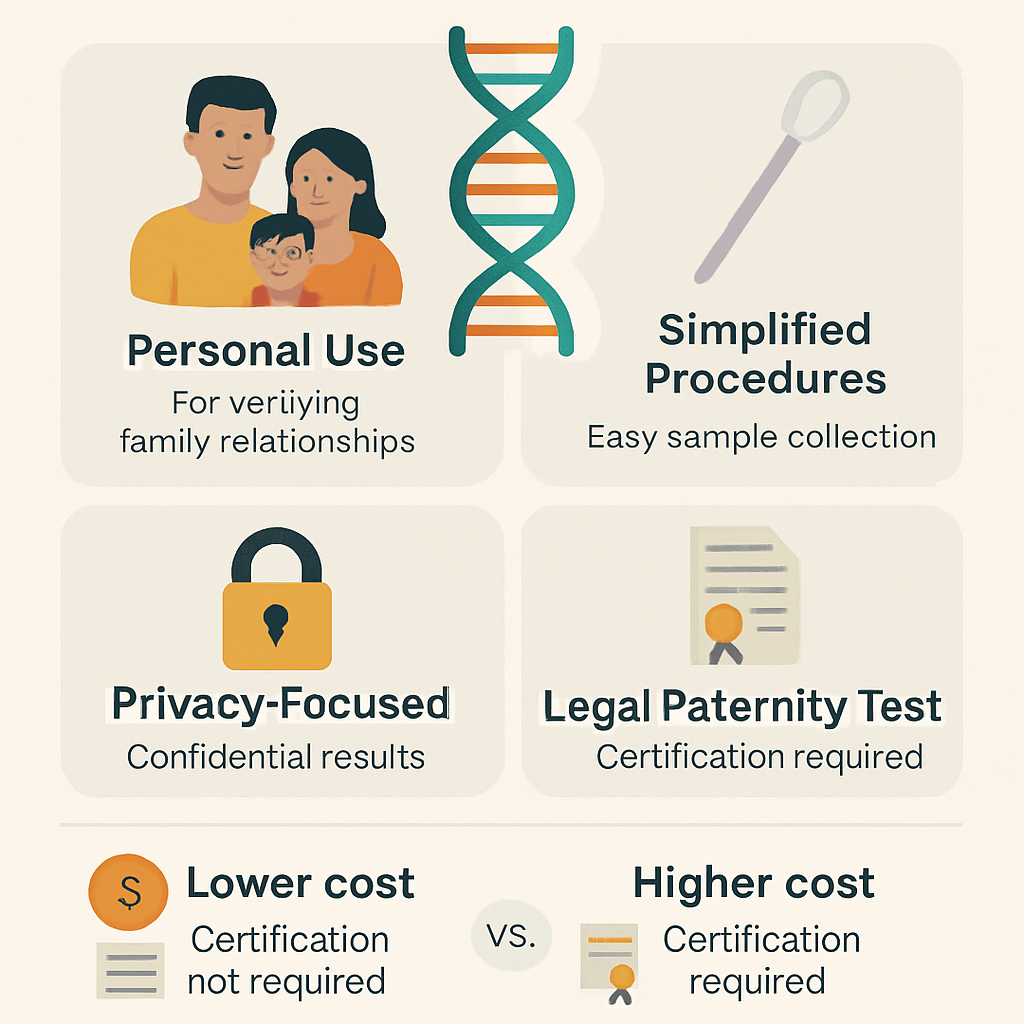 Personal Use
For veriiying
family relationships
Simplified
Procedures
Easy sample collection
Privacy-Focused
Confidential results
Legal Paternity Test
Certification required
$
Lower cost
Certification
not required
VS.
Higher cost
Certification
required